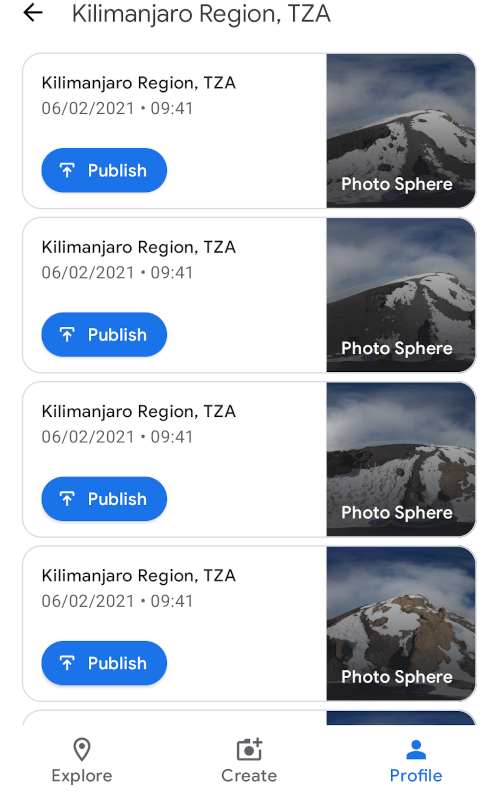 Kilimanjaro Region, TZA
Kilimanjaro Region, TZA
06/02/2021 • 09:41
Publish
Photo Sphere
Kilimanjaro Region, TZA
06/02/2021 • 09:41
Publish
Photo Sphere
Kilimanjaro Region, TZA
06/02/2021 • 09:41
Publish
Photo Sphere
Kilimanjaro Region, TZA
06/02/2021 • 09:41
Publish
Photo Sphere
Explore Create Profile